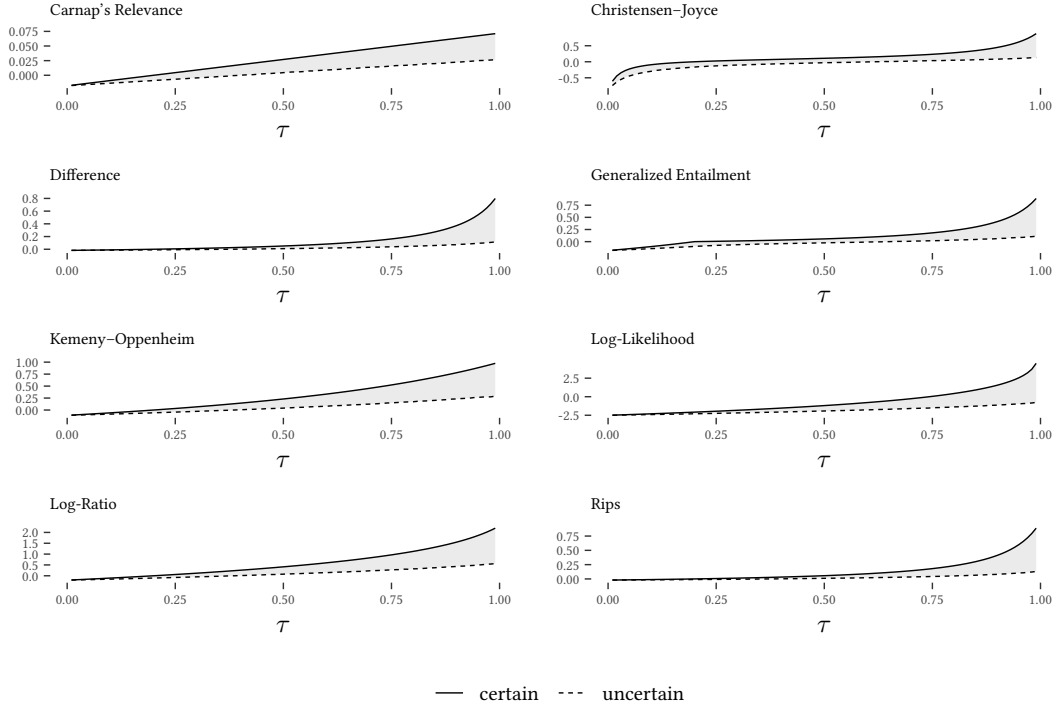 Carnap’s Relevance
0.075
0.050
0.025
0.000
0.00 0.25 0.50 0.75 1.00
τ
Christensen–Joyce
0.5
0.0
-0.5
0.00 0.25 0.50 0.75 1.00
τ
Difference
0.8
0.6
0.4
0.2
0.0
0.00 0.25 0.50 0.75 1.00
τ
Generalized Entailment
0.75
0.50
0.25
0.00
0.00 0.25 0.50 0.75 1.00
τ
Kemeny–Oppenheim
1.00
0.75
0.50
0.25
0.00
0.00 0.25 0.50 0.75 1.00
τ
Log-Likelihood
2.5
0.0
-2.5
0.00 0.25 0.50 0.75 1.00
τ
Log-Ratio
2.0
1.5
1.0
0.5
0.0
0.00 0.25 0.50 0.75 1.00
τ
Rips
0.75
0.50
0.25
0.00
0.00 0.25 0.50 0.75 1.00
τ
certain uncertain